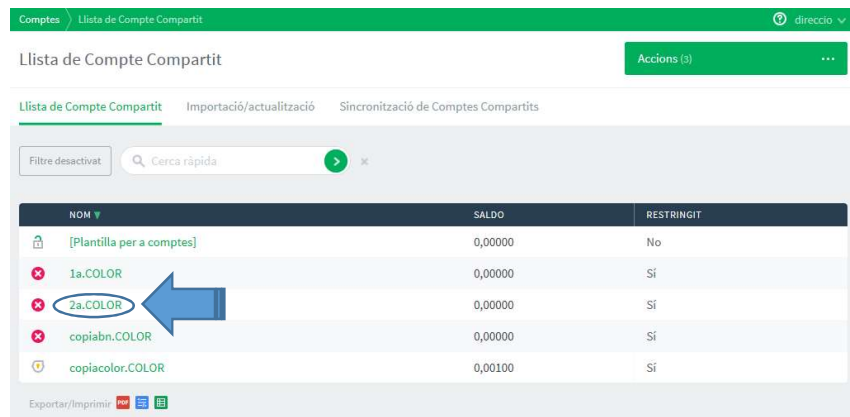 Comptes Llista de Compte Compartit direccio
Llista de Compte Compartit Accions (3) ...
Llista de Compte Compartit Importació/actualització Sincronització de Comptes Compartits
Filtre desactivat Cerca ràpida
NOM SALDO RESTRINGIT
[Plantilla per a comptes] 0,00000 No
1a.COLOR 0,00000 Sí
2a.COLOR 0,00000 Sí
copiabn.COLOR 0,00000 Sí
copiacolor.COLOR 0,00100 Sí
Exportar/Imprimir PDF